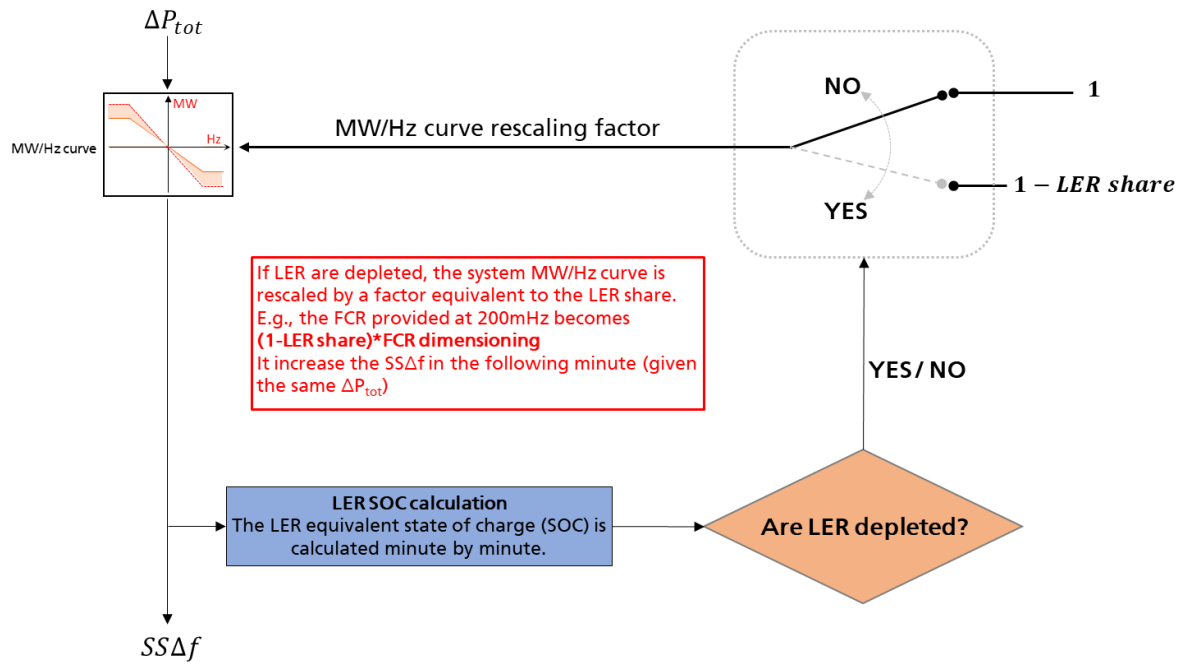 ΔP_tot
MW
Hz
MW/Hz curve
MW/Hz curve rescaling factor
NO
YES
1
1 − LER share
If LER are depleted, the system MW/Hz curve is
rescaled by a factor equivalent to the LER share.
E.g., the FCR provided at 200mHz becomes
(1-LER share)*FCR dimensioning
It increase the SSΔf in the following minute (given
the same ΔP_tot)
YES/ NO
LER SOC calculation
The LER equivalent state of charge (SOC) is
calculated minute by minute.
Are LER depleted?
SSΔf